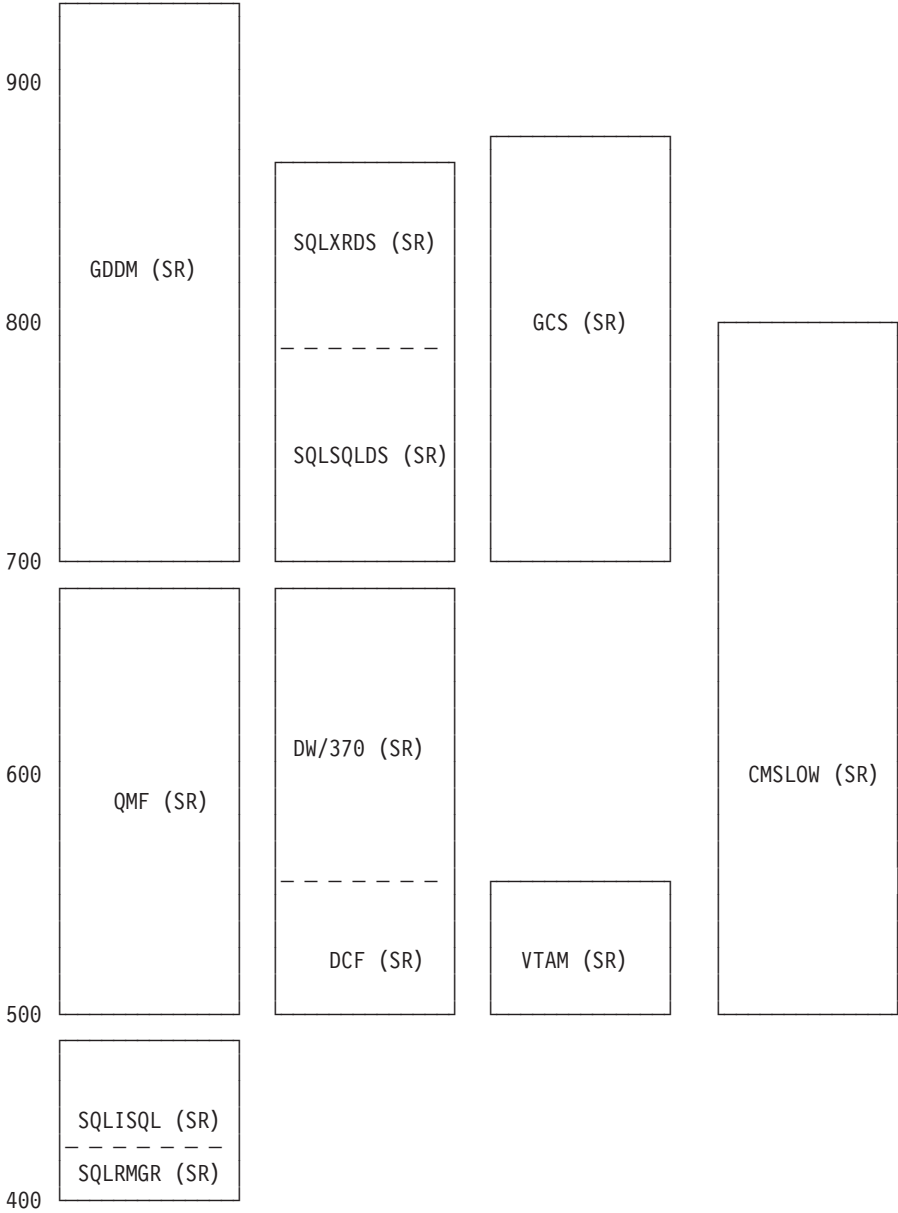 900
SQLXRDS (SR)
GDDM (SR)
800
GCS (SR)
SQLSQLDS (SR)
700
DW/370 (SR)
600
CMSLOW (SR)
QMF (SR)
DCF (SR)
VTAM (SR)
500
SQLISQL (SR)
SQLRMGR (SR)
400